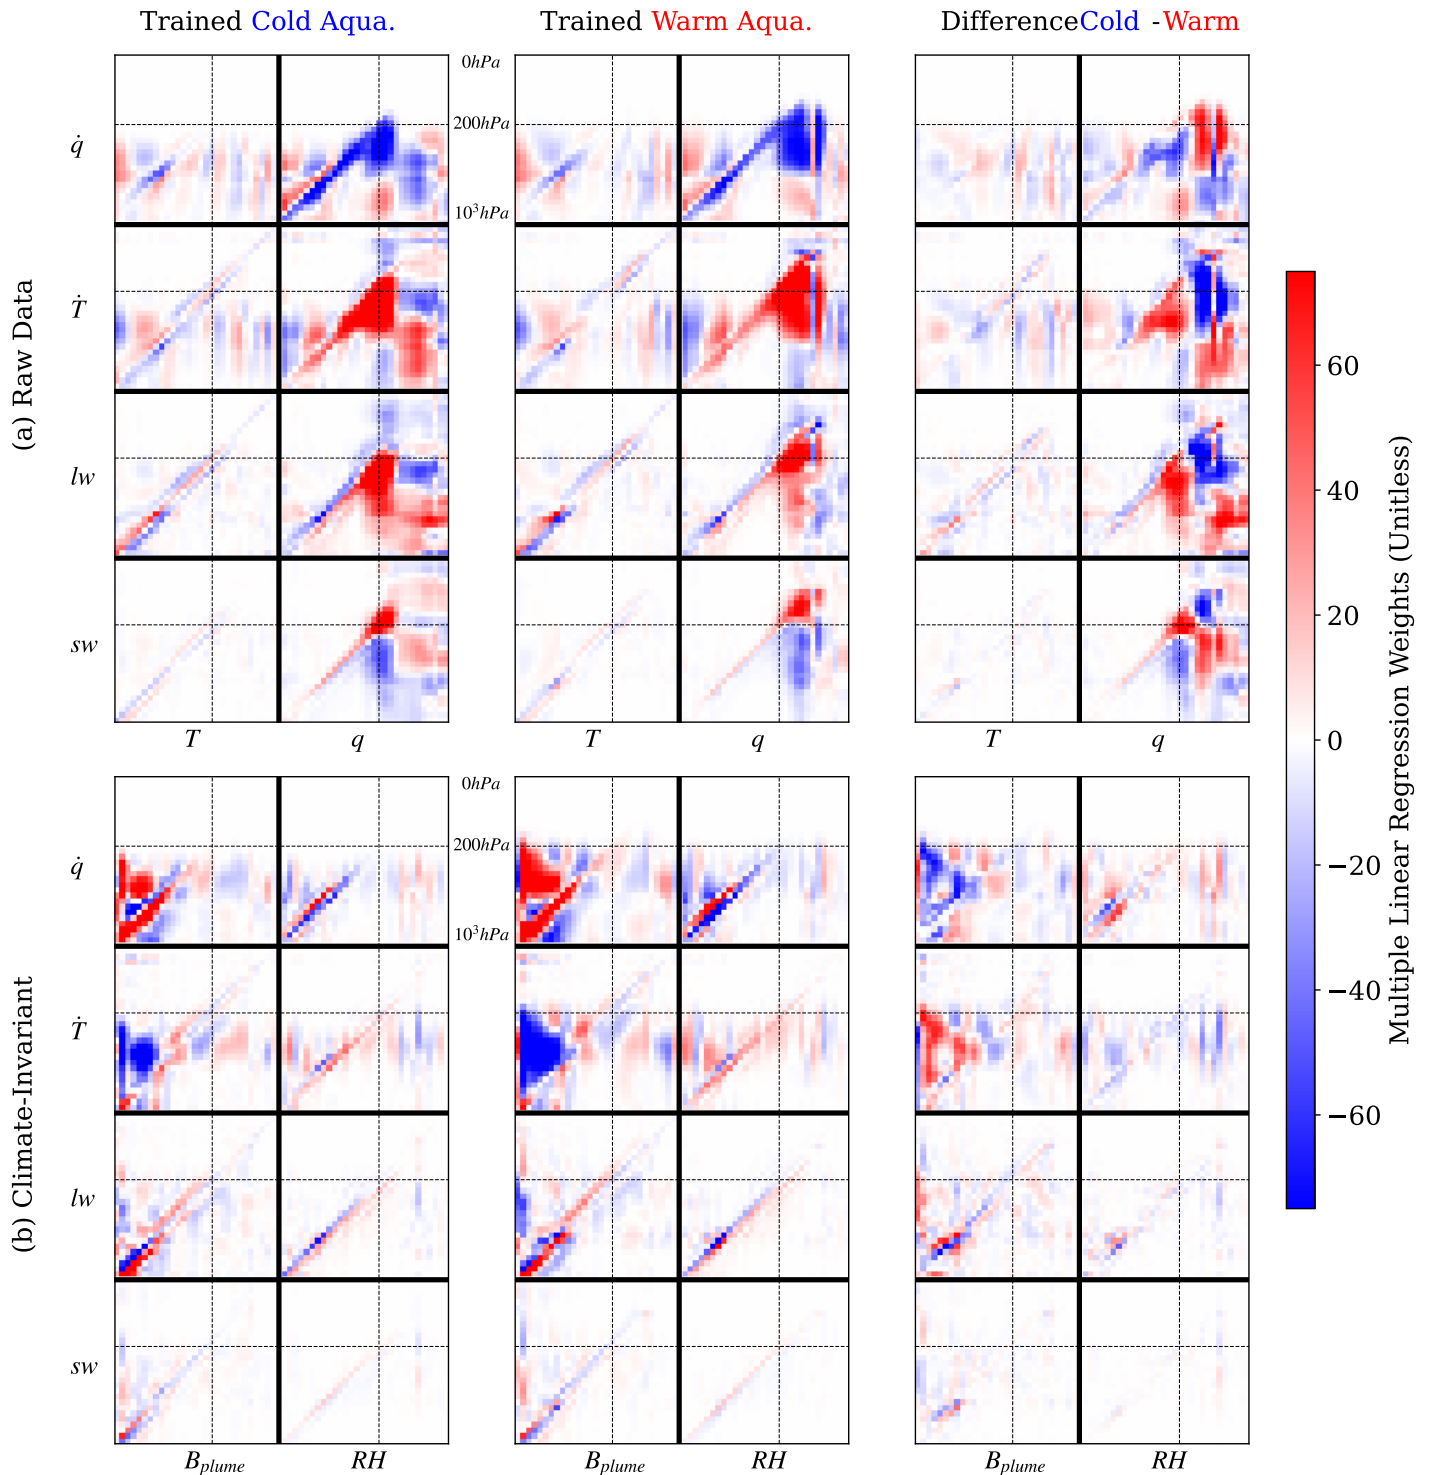 Trained Cold Aqua. Trained Warm Aqua. DifferenceCold -Warm
(a) Raw Data
0hPa
q̇ 200hPa
10³hPa
Ṫ
lw
sw
T q T q T q
(b) Climate-Invariant
0hPa
q̇ 200hPa
10³hPa
Ṫ
lw
sw
B_plume RH B_plume RH B_plume RH
60
40
20
0
−20
−40
−60
Multiple Linear Regression Weights (Unitless)